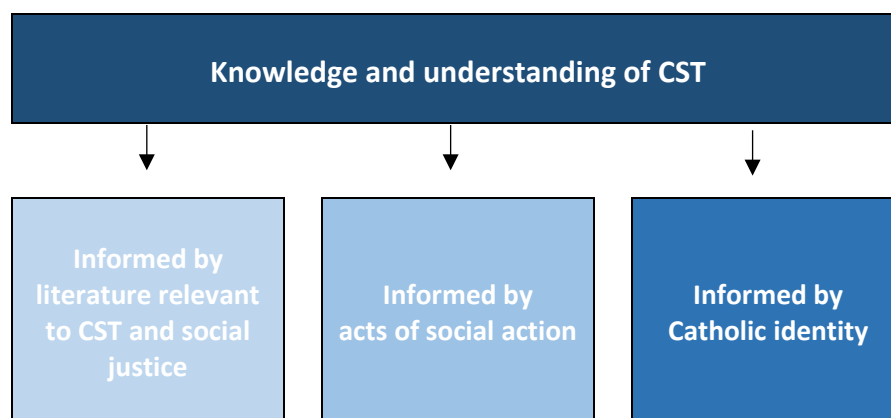 Knowledge and understanding of CST
Informed by
literature relevant
to CST and social
justice
Informed by
acts of social action
Informed by
Catholic identity